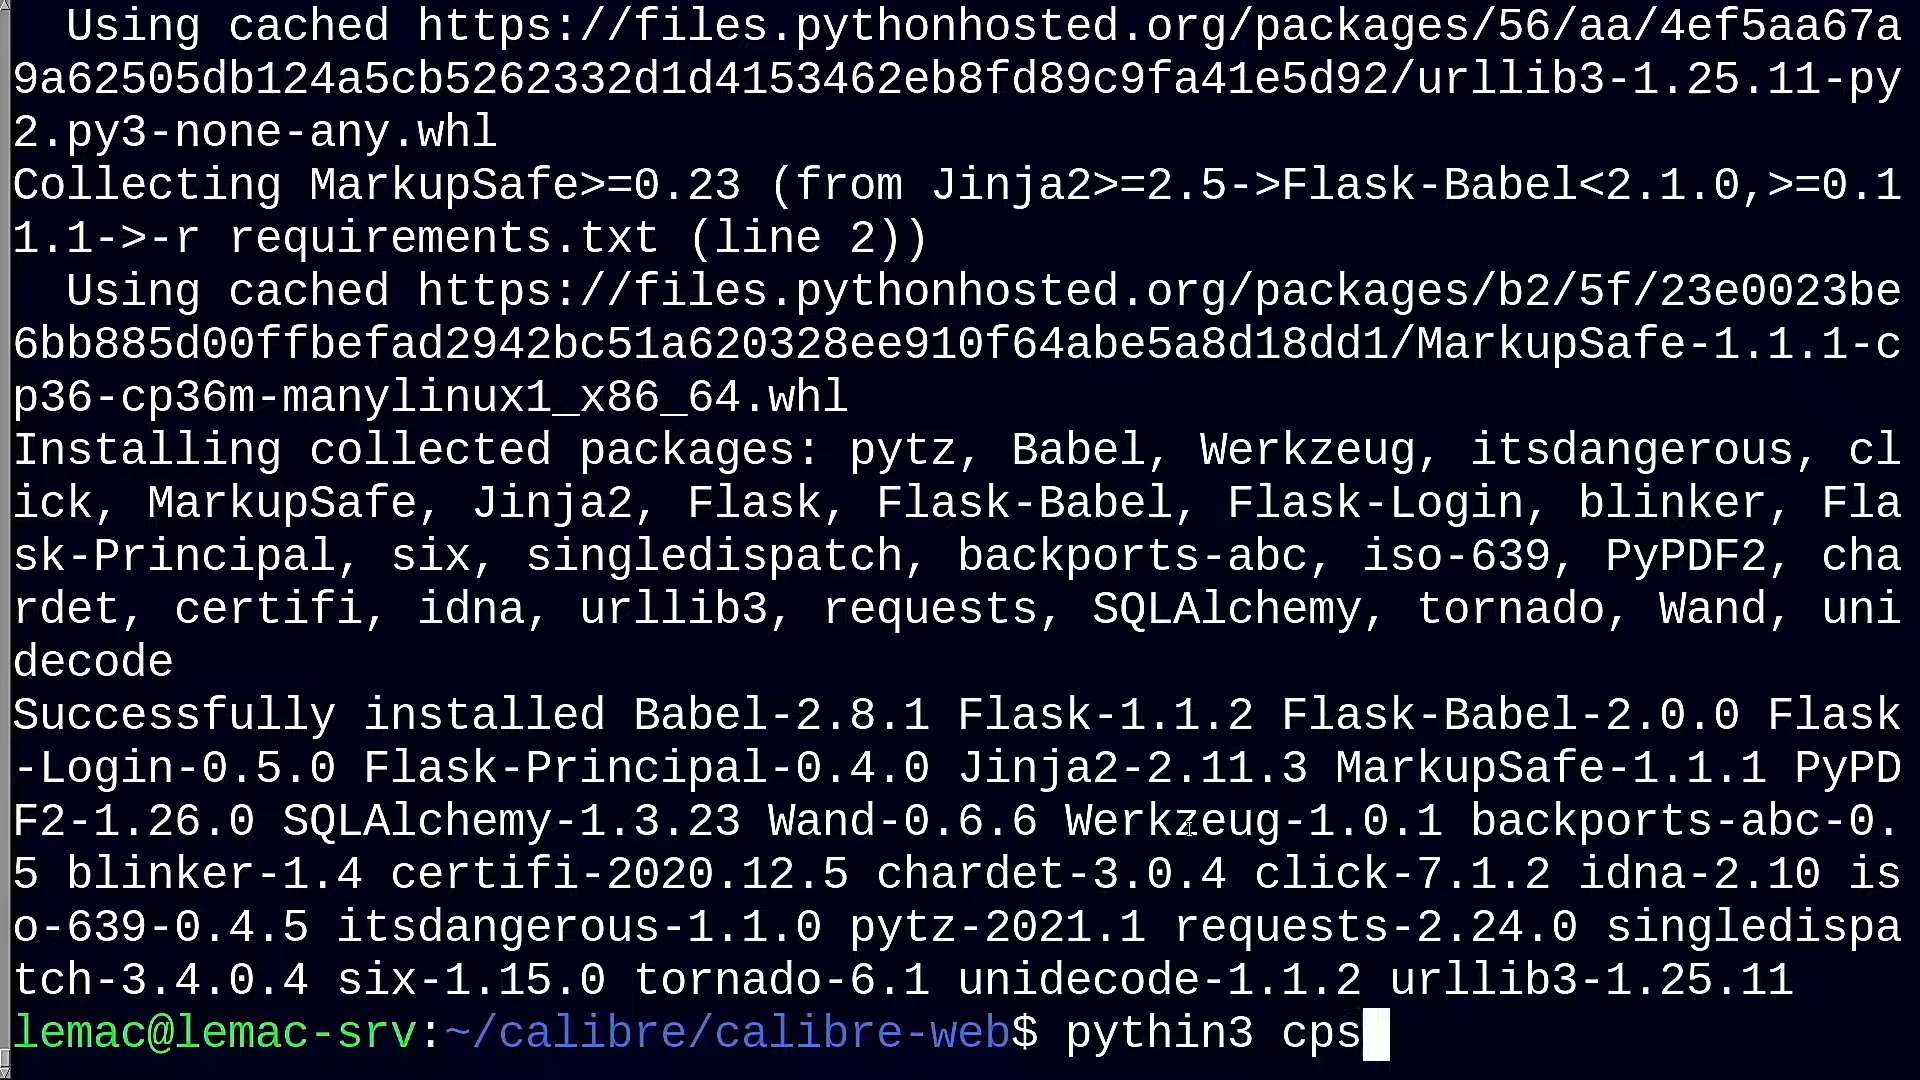 Using cached https://files.pythonhosted.org/packages/56/aa/4ef5aa67a
9a62505db124a5cb5262332d1d4153462eb8fd89c9fa41e5d92/urllib3-1.25.11-py
2.py3-none-any.whl
Collecting MarkupSafe>=0.23 (from Jinja2>=2.5->Flask-Babel<2.1.0,>=0.1
1.1->-r requirements.txt (line 2))
  Using cached https://files.pythonhosted.org/packages/b2/5f/23e0023be
6bb885d00ffbefad2942bc51a620328ee910f64abe5a8d18dd1/MarkupSafe-1.1.1-c
p36-cp36m-manylinux1_x86_64.whl
Installing collected packages: pytz, Babel, Werkzeug, itsdangerous, cl
ick, MarkupSafe, Jinja2, Flask, Flask-Babel, Flask-Login, blinker, Fla
sk-Principal, six, singledispatch, backports-abc, iso-639, PyPDF2, cha
rdet, certifi, idna, urllib3, requests, SQLAlchemy, tornado, Wand, uni
decode
Successfully installed Babel-2.8.1 Flask-1.1.2 Flask-Babel-2.0.0 Flask
-Login-0.5.0 Flask-Principal-0.4.0 Jinja2-2.11.3 MarkupSafe-1.1.1 PyPD
F2-1.26.0 SQLAlchemy-1.3.23 Wand-0.6.6 Werkzeug-1.0.1 backports-abc-0.
5 blinker-1.4 certifi-2020.12.5 chardet-3.0.4 click-7.1.2 idna-2.10 is
o-639-0.4.5 itsdangerous-1.1.0 pytz-2021.1 requests-2.24.0 singledispa
tch-3.4.0.4 six-1.15.0 tornado-6.1 unidecode-1.1.2 urllib3-1.25.11
lemac@lemac-srv:~/calibre/calibre-web$ pythin3 cps